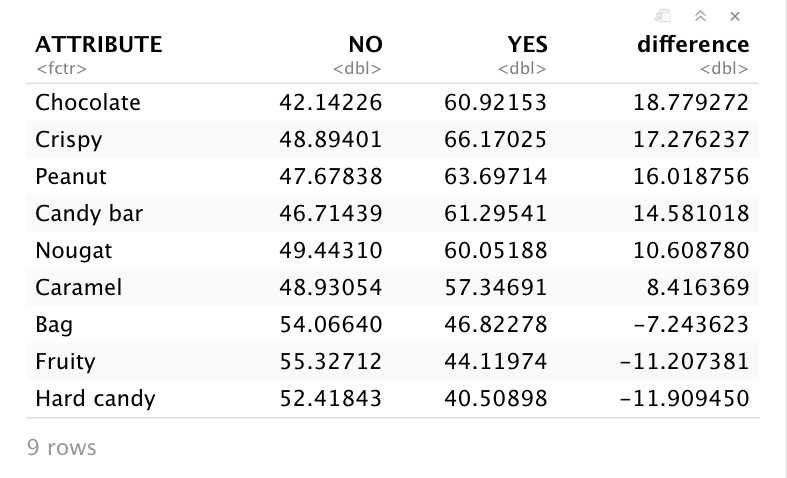 ATTRIBUTE NO YES difference
<fctr> <dbl> <dbl> <dbl>
Chocolate 42.14226 60.92153 18.779272
Crispy 48.89401 66.17025 17.276237
Peanut 47.67838 63.69714 16.018756
Candy bar 46.71439 61.29541 14.581018
Nougat 49.44310 60.05188 10.608780
Caramel 48.93054 57.34691 8.416369
Bag 54.06640 46.82278 −7.243623
Fruity 55.32712 44.11974 −11.207381
Hard candy 52.41843 40.50898 −11.909450
9 rows